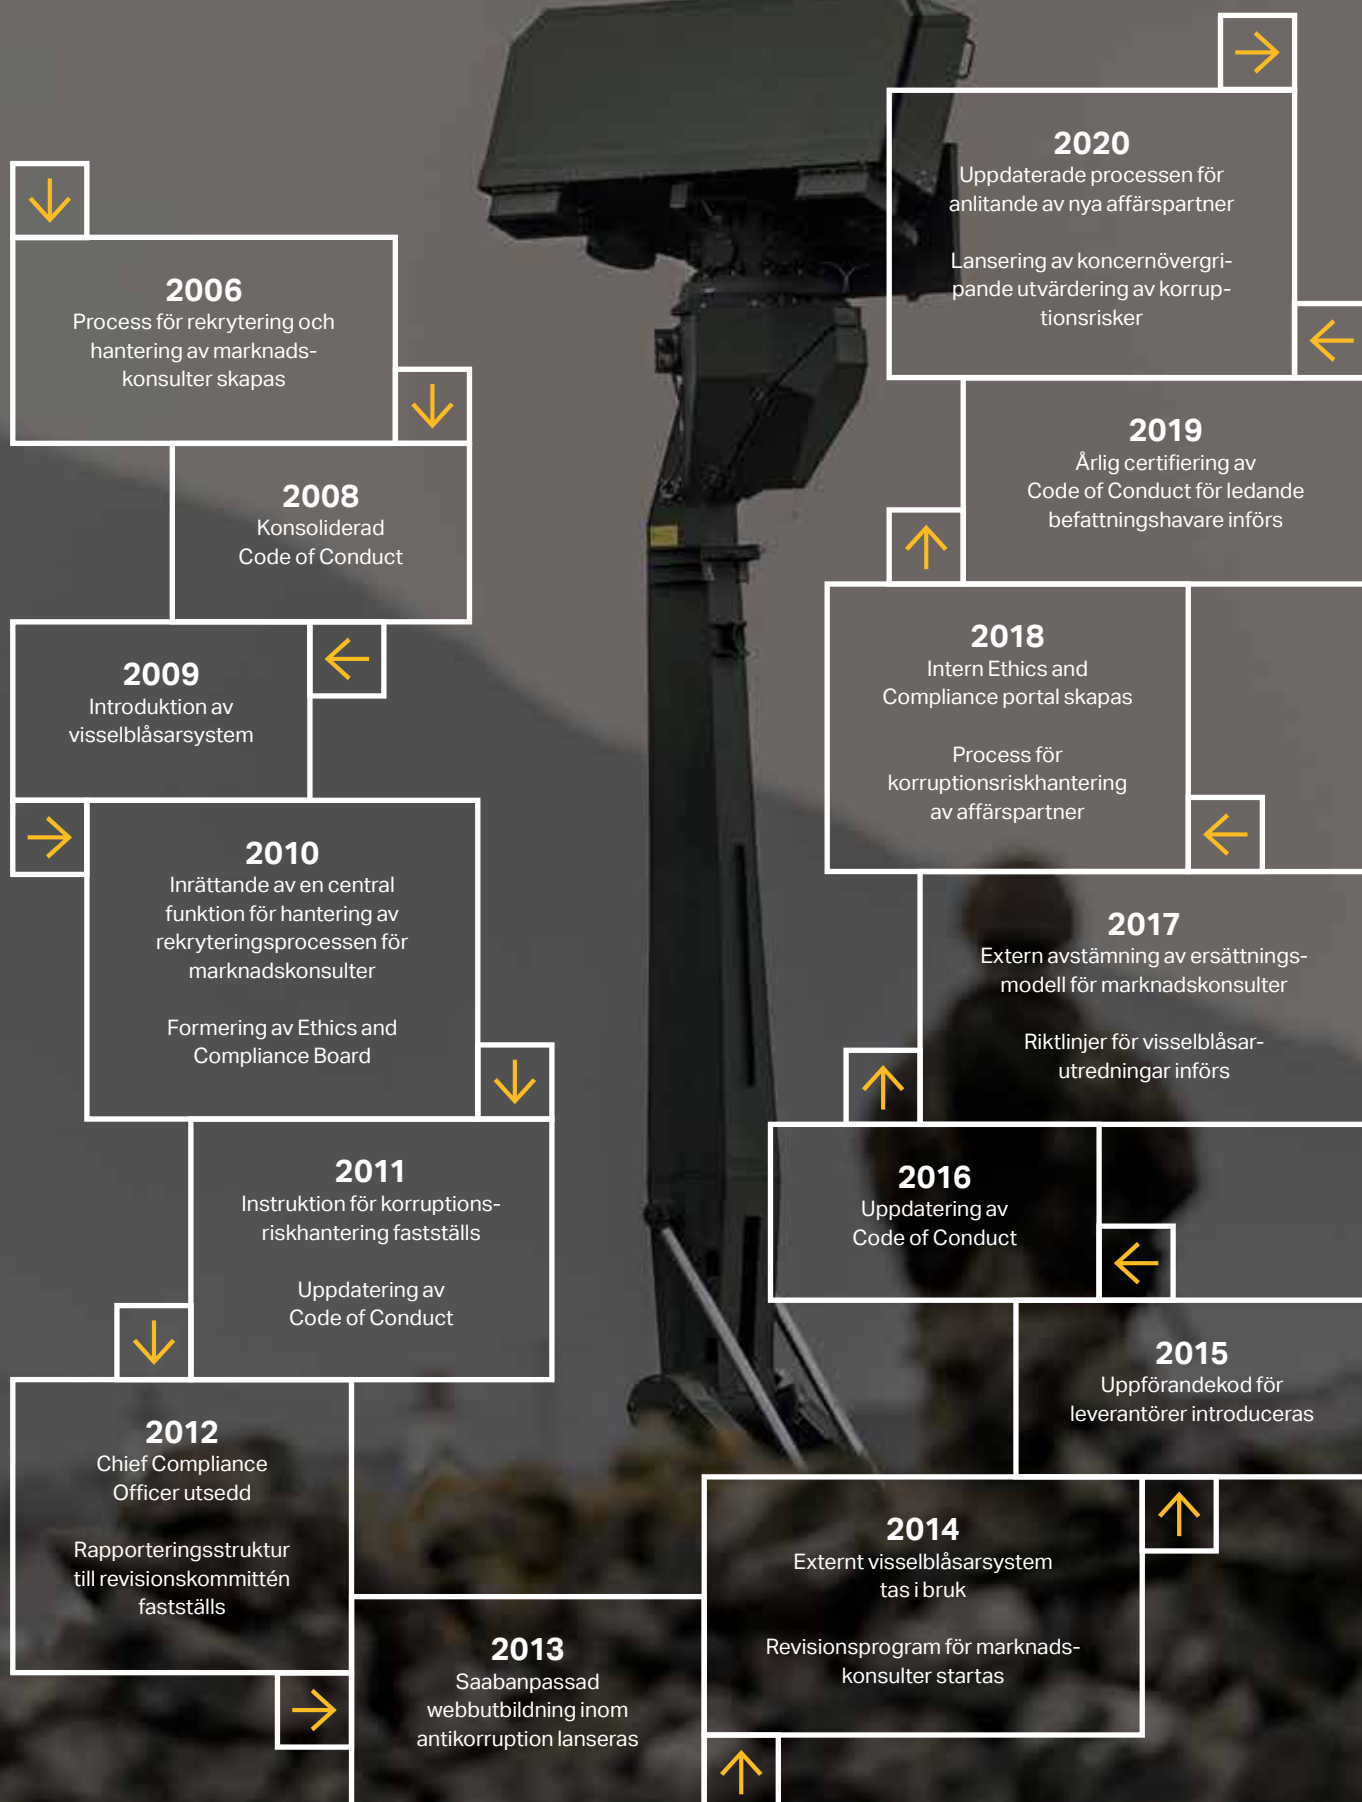 2006
Process för rekrytering och
hantering av marknads-
konsulter skapas
2008
Konsoliderad
Code of Conduct
2009
Introduktion av
visselblåsarsystem
2010
Inrättande av en central
funktion för hantering av
rekryteringsprocessen för
marknadskonsulter
Formering av Ethics and
Compliance Board
2011
Instruktion för korruptions-
riskhantering fastställs
Uppdatering av
Code of Conduct
2012
Chief Compliance
Officer utsedd
Rapporteringsstruktur
till revisionskommittén
fastställs
2013
Saabanpassad
webbutbildning inom
antikorruption lanseras
2014
Externt visselblåsarsystem
tas i bruk
Revisionsprogram för marknads-
konsulter startas
2015
Uppförandekod för
leverantörer introduceras
2016
Uppdatering av
Code of Conduct
2017
Extern avstämning av ersättnings-
modell för marknadskonsulter
Riktlinjer för visselblåsar-
utredningar införs
2018
Intern Ethics and
Compliance portal skapas
Process för
korruptionsriskhantering
av affärspartner
2019
Årlig certifiering av
Code of Conduct för ledande
befattningshavare införs
2020
Uppdaterade processen för
anlitande av nya affärspartner
Lansering av koncernövergri-
pande utvärdering av korrup-
tionsrisker